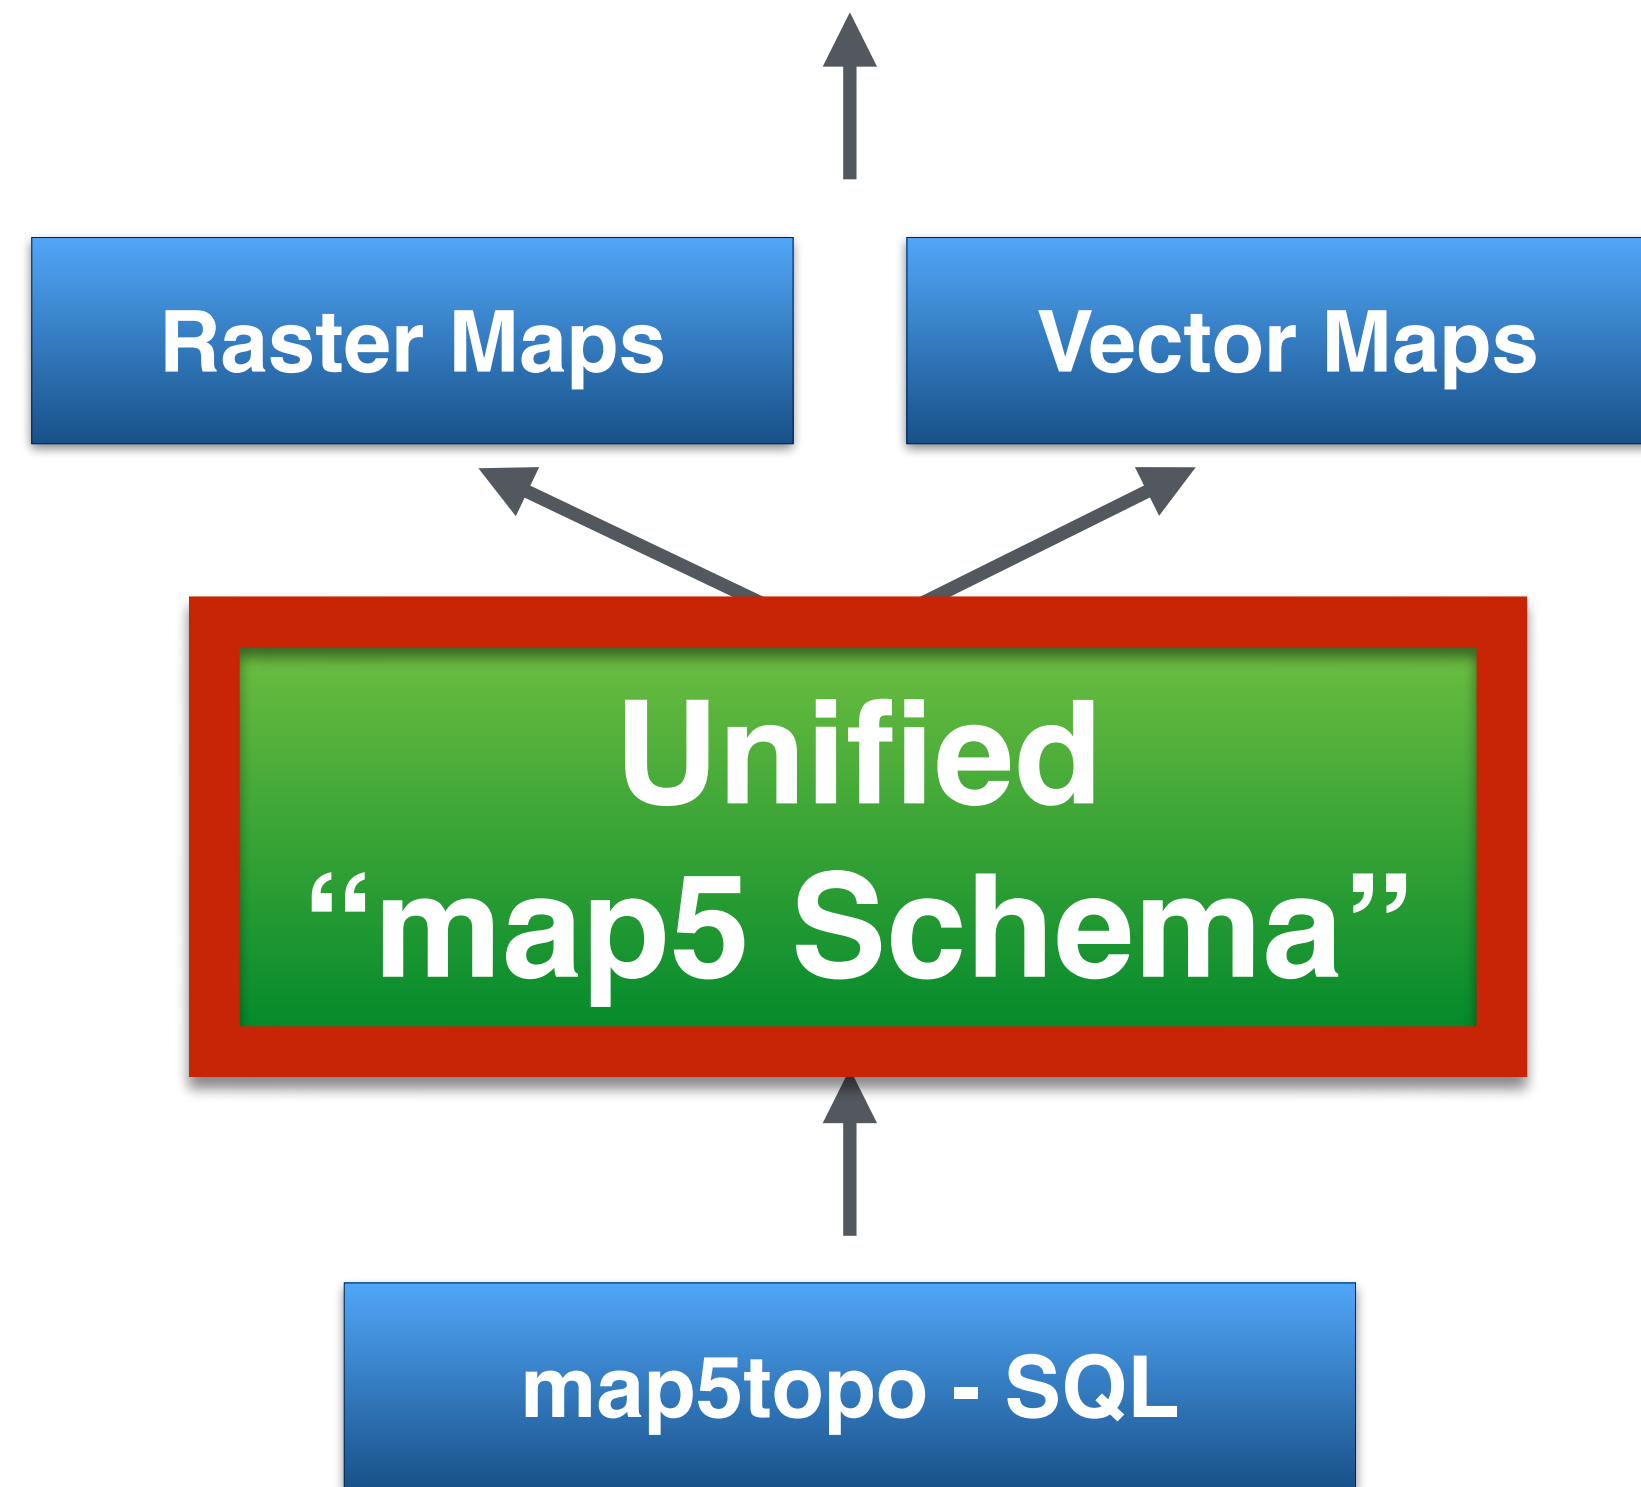 Raster Maps
Vector Maps
Unified
“map5 Schema”
map5topo - SQL